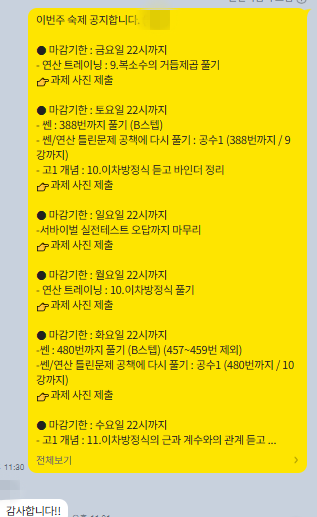 이번주 숙제 공지합니다.
● 마감기한 : 금요일 22시까지
- 연산 트레이닝 : 9.복소수의 거듭제곱 풀기
👉과제 사진 제출
● 마감기한 : 토요일 22시까지
- 쎈 : 388번까지 풀기 (B스텝)
- 쎈/연산 틀린문제 공책에 다시 풀기 : 공수1 (388번까지 / 9
강까지)
- 고1 개념 : 10.이차방정식 듣고 바인더 정리
👉과제 사진 제출
● 마감기한 : 일요일 22시까지
-서바이벌 실전테스트 오답까지 마무리
👉과제 사진 제출
● 마감기한 : 월요일 22시까지
- 연산 트레이닝 : 10.이차방정식 풀기
👉과제 사진 제출
● 마감기한 : 화요일 22시까지
-쎈 : 480번까지 풀기 (B스텝) (457~459번 제외)
-쎈/연산 틀린문제 공책에 다시 풀기 : 공수1 (480번까지 / 10
강까지)
👉과제 사진 제출
● 마감기한 : 수요일 22시까지
- 고1 개념 : 11.이차방정식의 근과 계수와의 관계 듣고 ...
전체보기 >
11:30
감사합니다!!